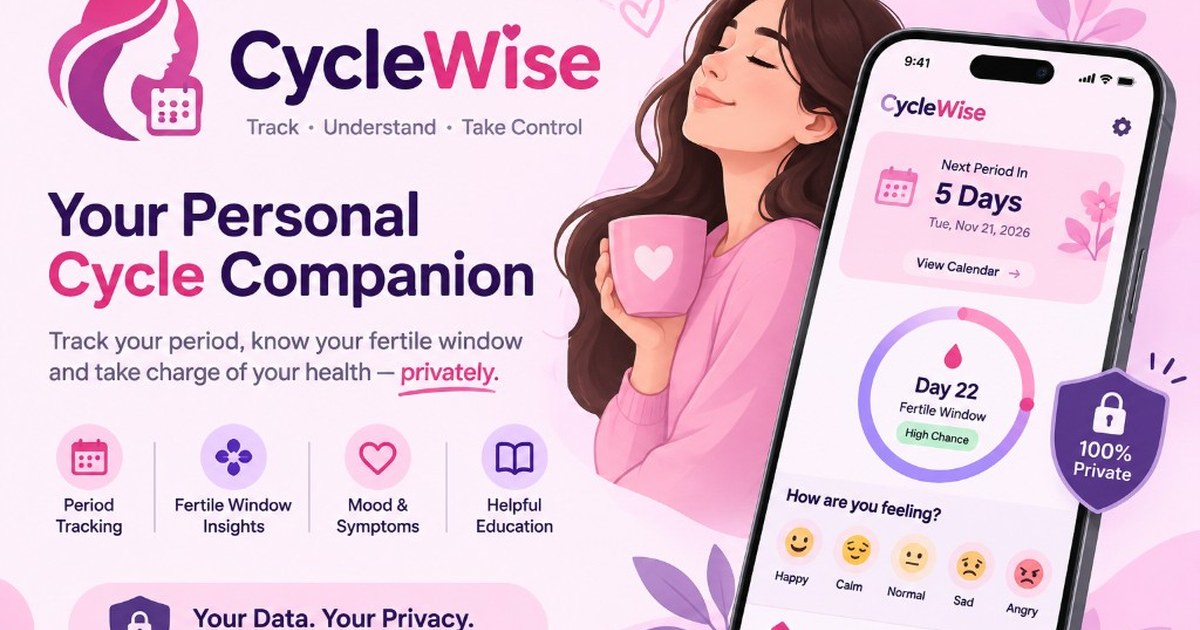 CycleWise
Track • Understand • Take Control
Your Personal
Cycle Companion
Track your period, know your fertile window
and take charge of your health — privately.
Period
Tracking
Fertile Window
Insights
Mood &
Symptoms
Helpful
Education
Your Data. Your Privacy.
9:41
CycleWise
Next Period In
5 Days
Tue, Nov 21, 2026
View Calendar →
Day 22
Fertile Window
High Chance
100%
Private
How are you feeling?
Happy
Calm
Normal
Sad
Angry